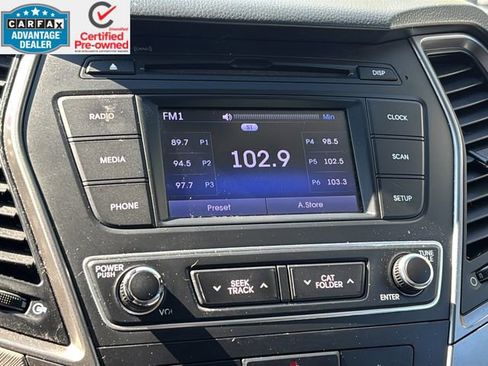 CARFAX
ADVANTAGE
DEALER
Certified
Pre-owned
DISP
RADIO
MEDIA
PHONE
FM1
Min
ST
89.7 P1
94.5 P2
97.7 P3
102.9
P4 98.5
P5 102.5
P6 103.3
Preset
A.Store
CLOCK
SCAN
SETUP
POWER
PUSH
VOL
SEEK
TRACK
CAT
FOLDER
TUNE
ENTER